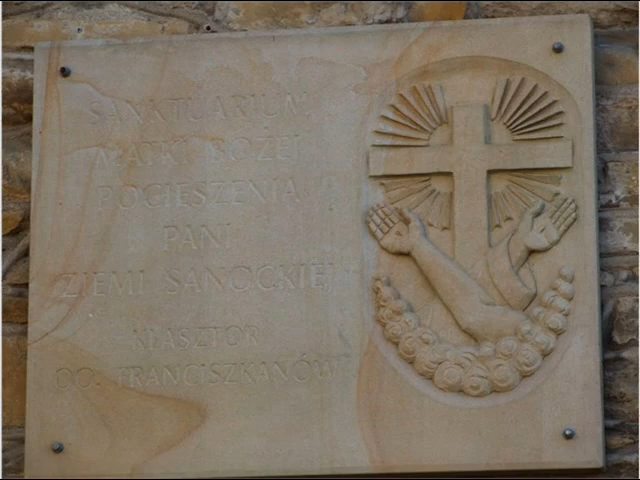 SANKTUARIUM
MATKI BOŻEJ
POCIESZENIA
PANI
ZIEMI SANOCKIEJ
KLASZTOR
OO. FRANCISZKANÓW